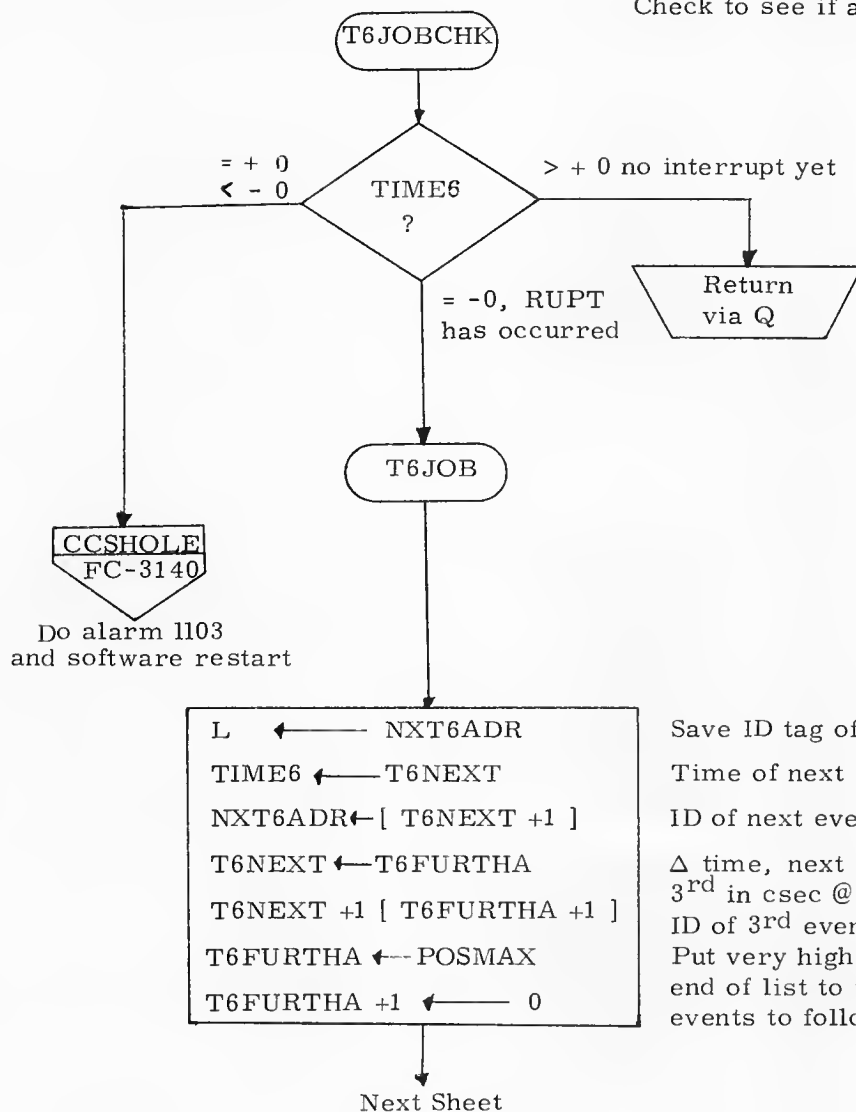 Check to see if a
T6JOBCHK
= + 0
< - 0
TIME6
?
> + 0 no interrupt yet
Return
via Q
= -0, RUPT
has occurred
T6JOB
CCSHOLE
FC-3140
Do alarm 1103
and software restart
L ← NXT6ADR
Save ID tag of
TIME6 ← T6NEXT
Time of next
NXT6ADR ← [ T6NEXT +1 ]
ID of next eve
T6NEXT ← T6FURTHA
Δ time, next
3rd in csec @
T6NEXT +1 [ T6FURTHA +1 ]
ID of 3rd even
T6FURTHA ← POSMAX
Put very high
end of list to
T6FURTHA +1 ← 0
events to follo
Next Sheet